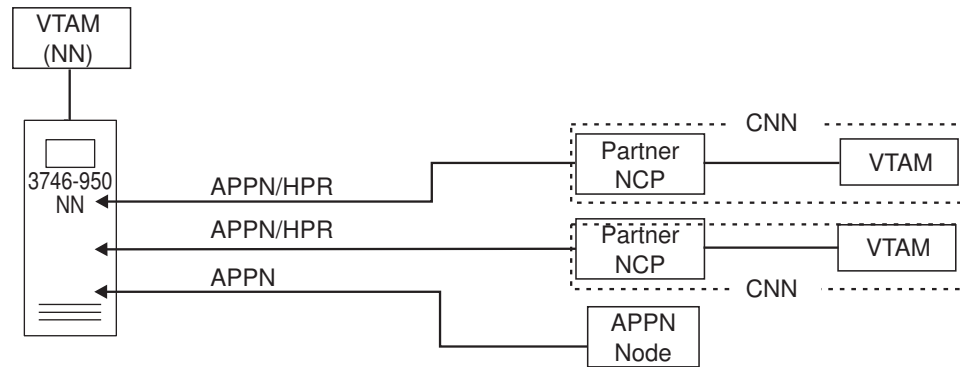 VTAM
(NN)
CNN
Partner
NCP
VTAM
3746-950
NN
APPN/HPR
APPN/HPR
Partner
NCP
VTAM
APPN
CNN
APPN
Node